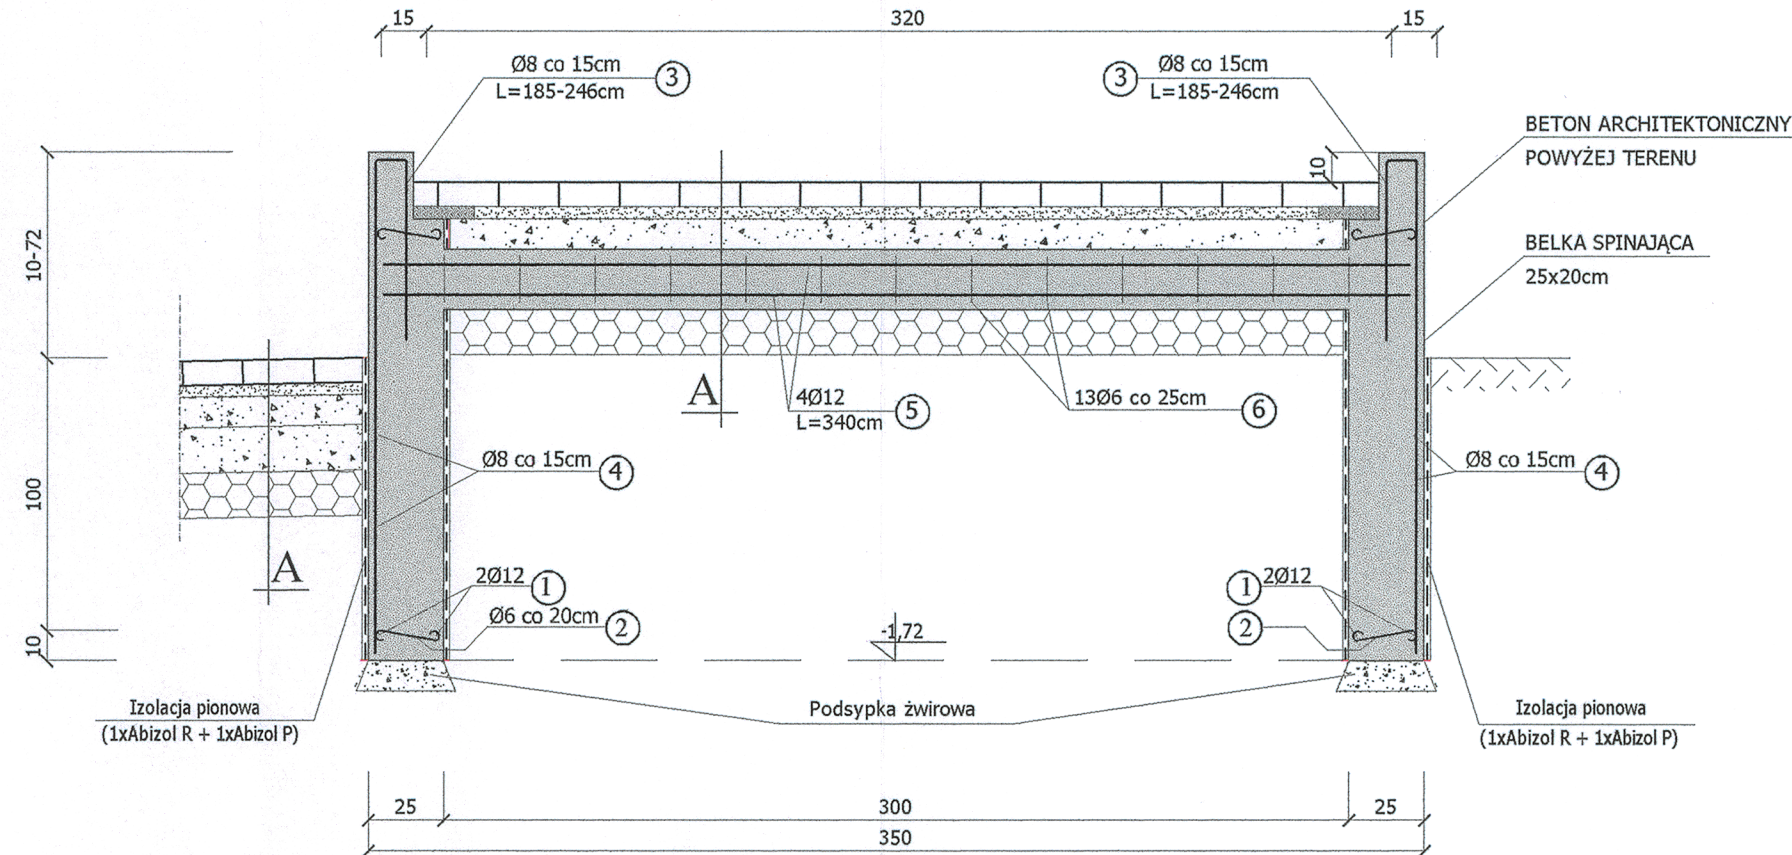 15
320
15
Ø8 co 15cm
L=185-246cm
3
3
Ø8 co 15cm
L=185-246cm
BETON ARCHITEKTONICZNY
POWYŻEJ TERENU
10
10-72
BELKA SPINAJĄCA
25x20cm
A
4Ø12
L=340cm
5
13Ø6 co 25cm
6
Ø8 co 15cm
4
Ø8 co 15cm
4
100
A
2Ø12
1
Ø6 co 20cm
2
1
2Ø12
2
-1,72
10
Izolacja pionowa
(1xAbizol R + 1xAbizol P)
Podsypka żwirowa
Izolacja pionowa
(1xAbizol R + 1xAbizol P)
25
300
25
350